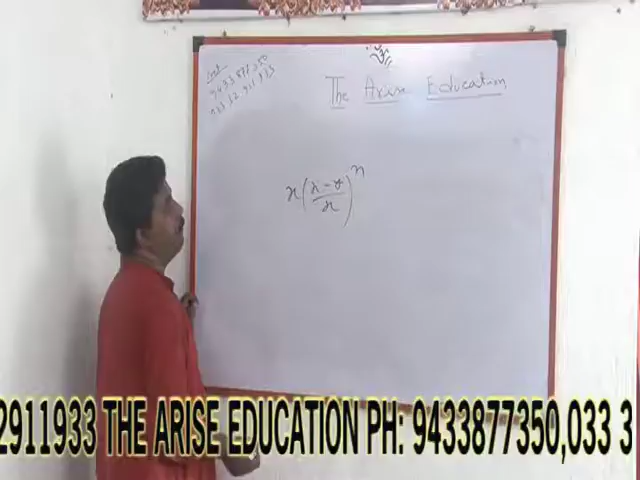 The Arise Education
x(x-y/x)^n
2911933 THE ARISE EDUCATION PH: 9433877350,033 3